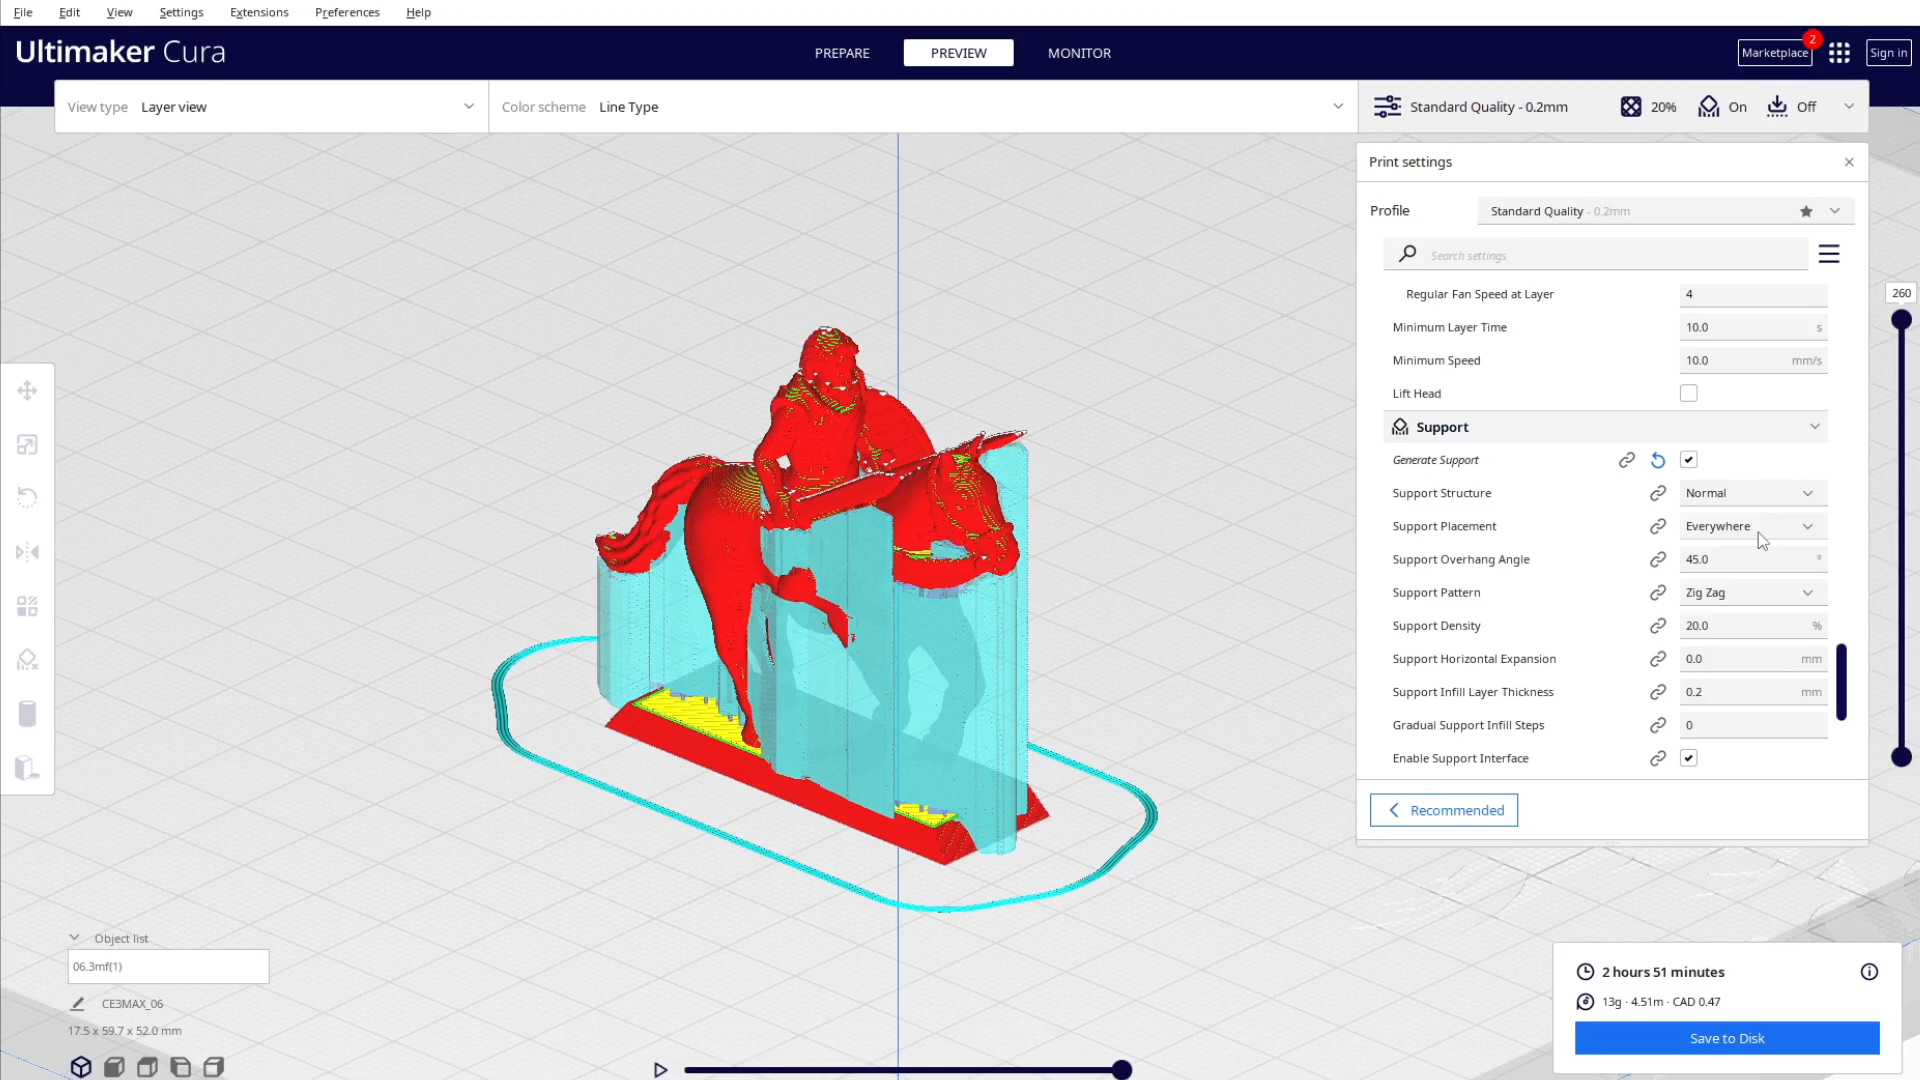 File Edit View Settings Extensions Preferences Help
Ultimaker Cura PREPARE PREVIEW MONITOR Marketplace 2 Sign in
View type Layer view Color scheme Line Type Standard Quality - 0.2mm 20% On Off
Print settings
Profile Standard Quality - 0.2mm
Search settings
Regular Fan Speed at Layer 4
260
Minimum Layer Time 10.0 s
Minimum Speed 10.0 mm/s
Lift Head
Support
Generate Support
Support Structure Normal
Support Placement Everywhere
Support Overhang Angle 45.0 °
Support Pattern Zig Zag
Support Density 20.0 %
Support Horizontal Expansion 0.0 mm
Support Infill Layer Thickness 0.2 mm
Gradual Support Infill Steps 0
Enable Support Interface
Recommended
Object list
06.3mf(1)
CE3MAX_06
17.5 x 59.7 x 52.0 mm
2 hours 51 minutes
13g · 4.51m · CAD 0.47
Save to Disk